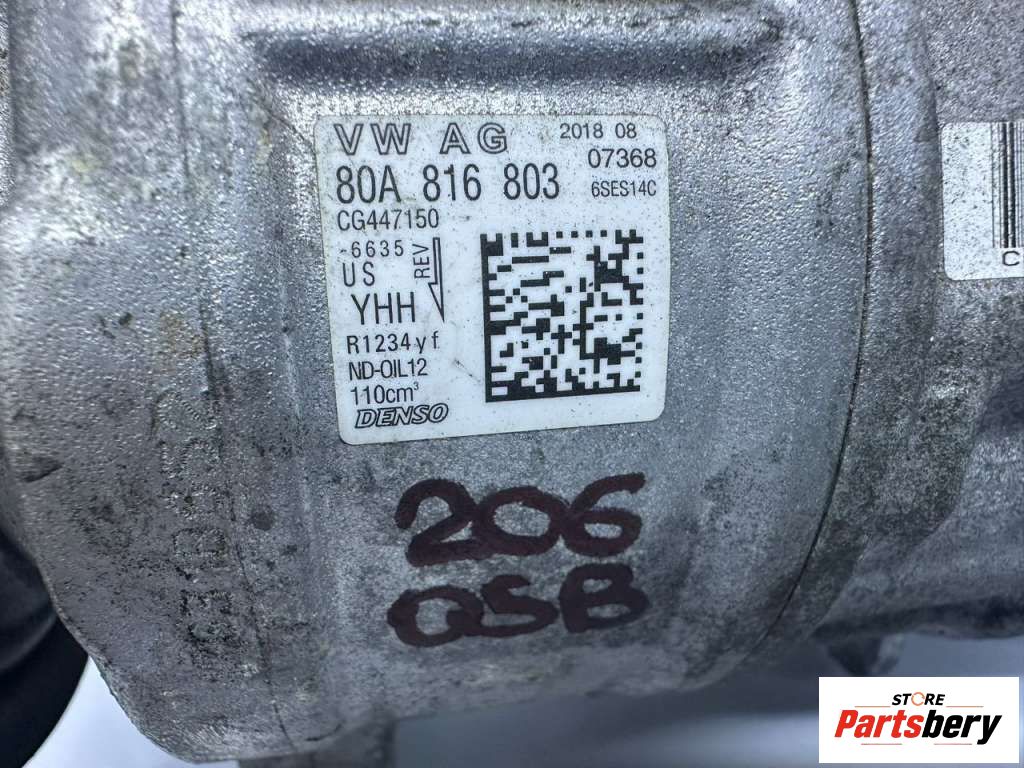 VW AG 2018 08
07368
80A 816 803 6SES14C
CG447150
-6635
US REV
YHH
R1234yf
ND-OIL12
110cm³
DENSO
206
QSB
C
STORE
Partsbery